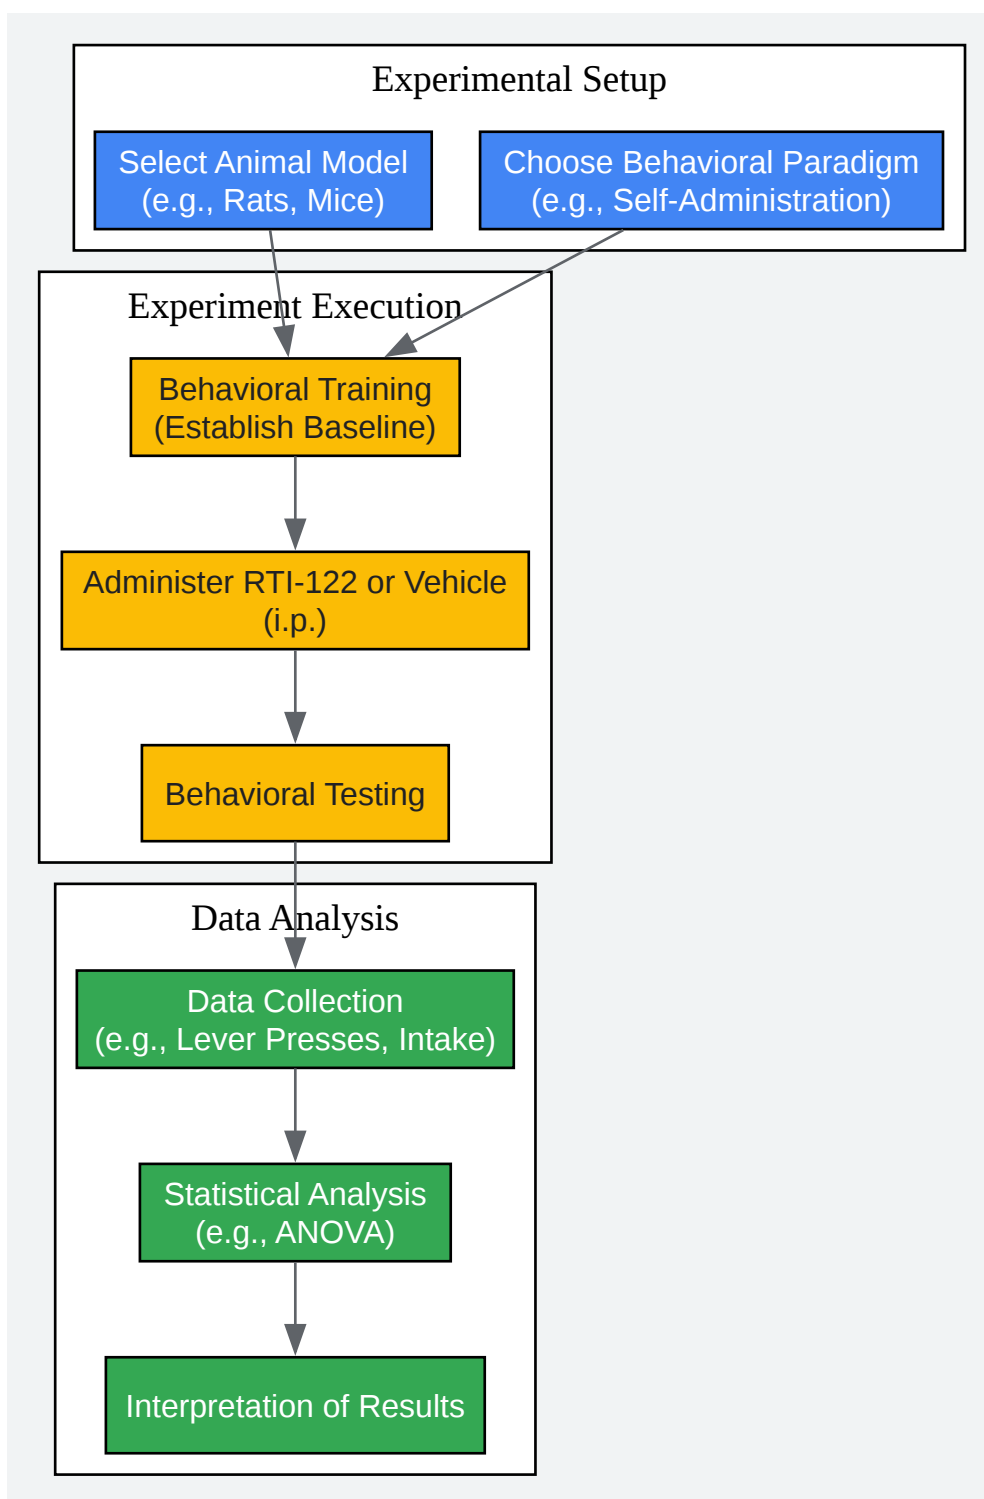 Experimental Setup
Select Animal Model
(e.g., Rats, Mice)
Choose Behavioral Paradigm
(e.g., Self-Administration)
Experiment Execution
Behavioral Training
(Establish Baseline)
Administer RTI-122 or Vehicle
(i.p.)
Behavioral Testing
Data Analysis
Data Collection
(e.g., Lever Presses, Intake)
Statistical Analysis
(e.g., ANOVA)
Interpretation of Results